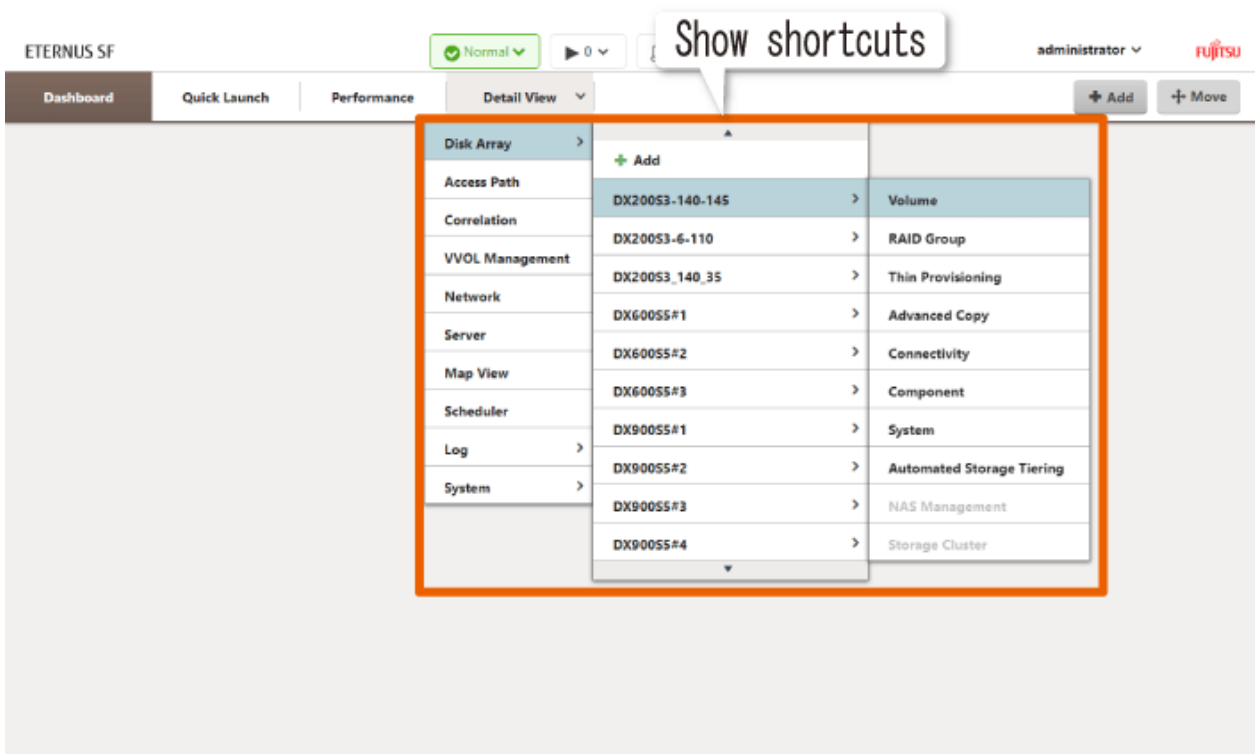 Show shortcuts
ETERNUS SF
Normal
0
administrator
FUJITSU
Dashboard
Quick Launch
Performance
Detail View
Add
Move
Disk Array
Access Path
Correlation
VVOL Management
Network
Server
Map View
Scheduler
Log
System
Add
DX200S3-140-145
DX200S3-6-110
DX200S3_140_35
DX600S5#1
DX600S5#2
DX600S5#3
DX900S5#1
DX900S5#2
DX900S5#3
DX900S5#4
Volume
RAID Group
Thin Provisioning
Advanced Copy
Connectivity
Component
System
Automated Storage Tiering
NAS Management
Storage Cluster